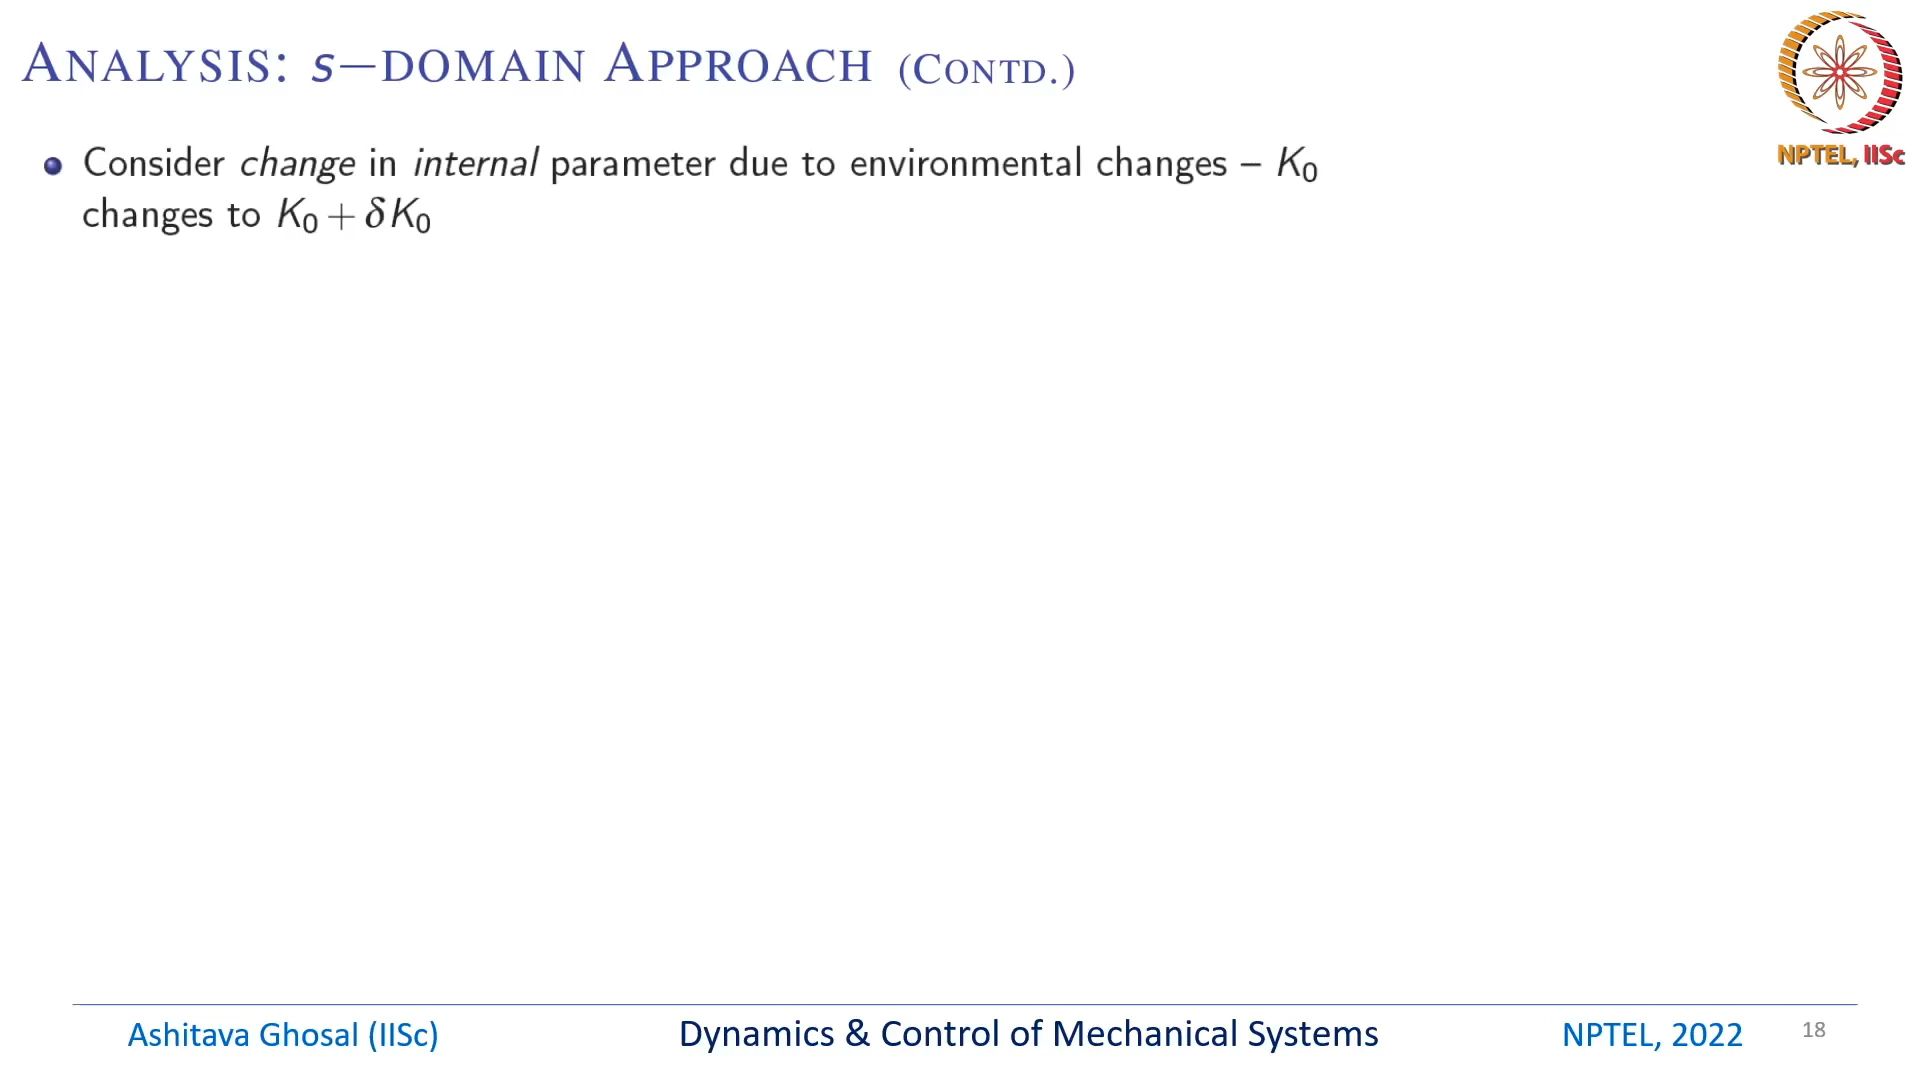 ANALYSIS: s–DOMAIN APPROACH (CONTD.)
NPTEL, IISc
• Consider change in internal parameter due to environmental changes – K₀
changes to K₀ + δK₀
Ashitava Ghosal (IISc) Dynamics & Control of Mechanical Systems NPTEL, 2022 18